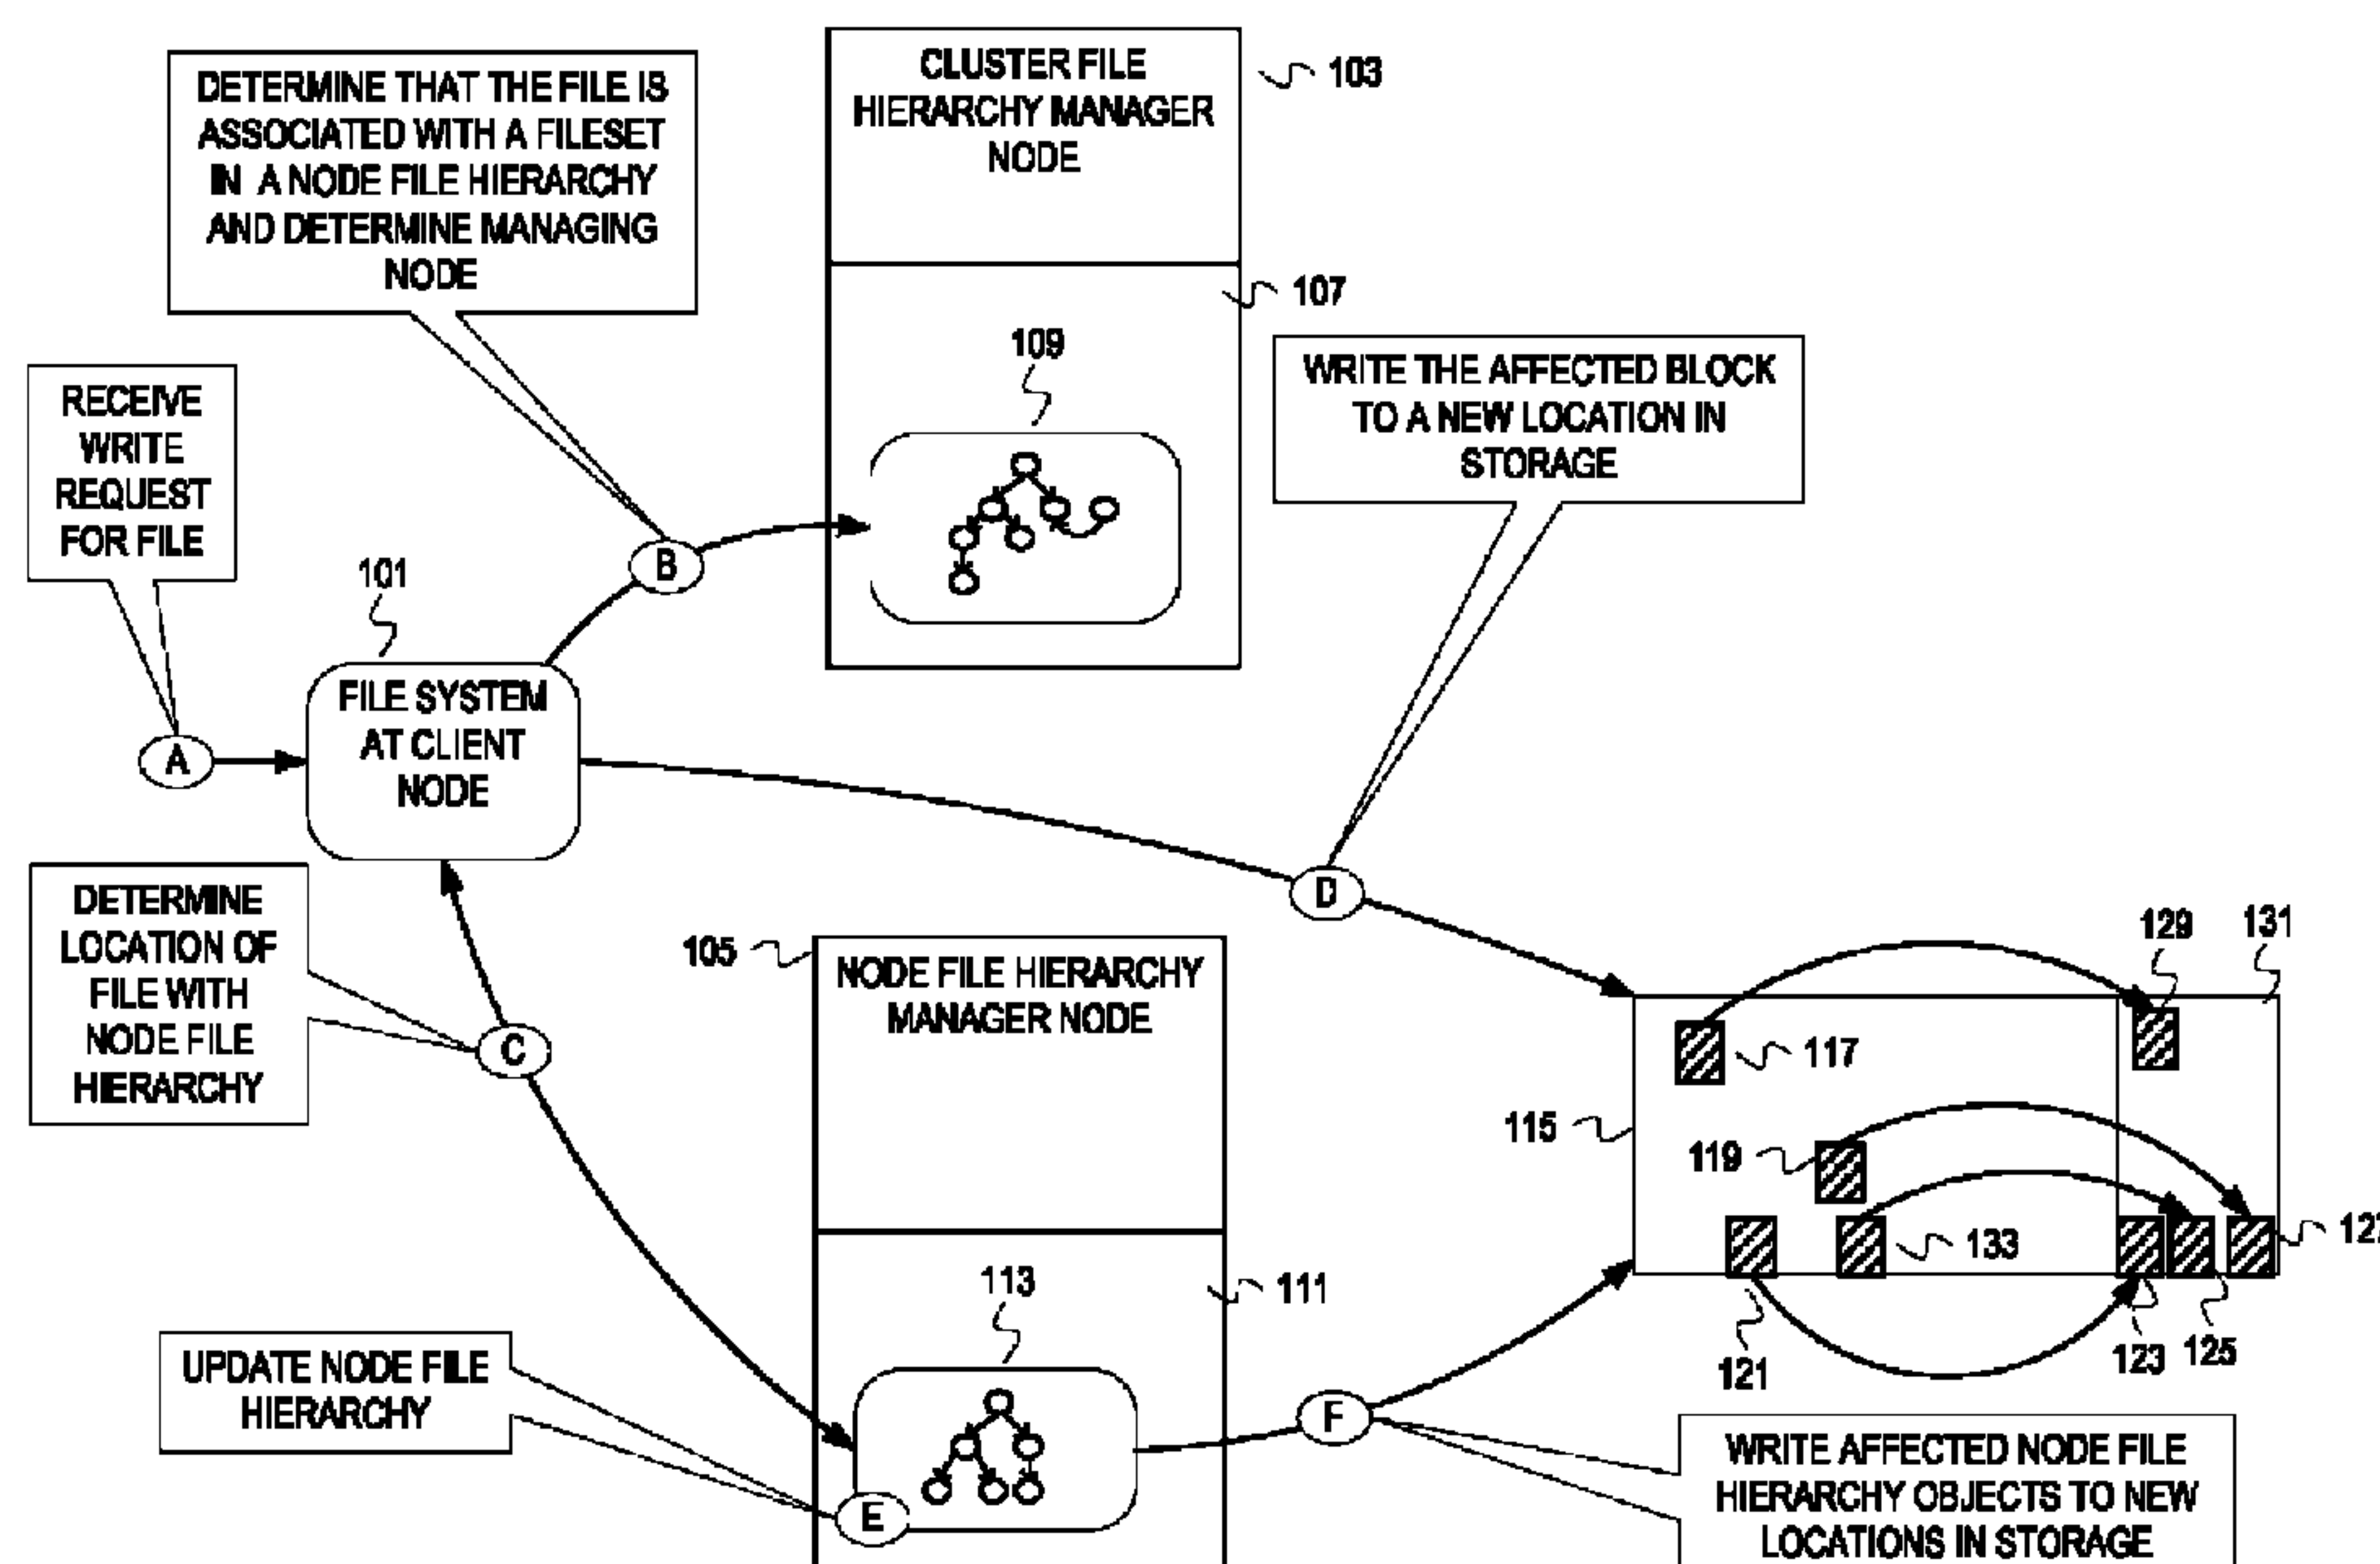 DETERMINE THAT THE FILE IS
ASSOCIATED WITH A FILESET
IN A NODE FILE HIERARCHY
AND DETERMINE MANAGING
NODE
CLUSTER FILE
HIERARCHY MANAGER
NODE
103
107
109
RECEIVE
WRITE
REQUEST
FOR FILE
WRITE THE AFFECTED BLOCK
TO A NEW LOCATION IN
STORAGE
B
101
FILE SYSTEM
AT CLIENT
NODE
A
D
DETERMINE
LOCATION OF
FILE WITH
NODE FILE
HIERARCHY
C
105
NODE FILE HIERARCHY
MANAGER NODE
129
131
117
115
119
133
121
123
125
111
113
UPDATE NODE FILE
HIERARCHY
E
F
WRITE AFFECTED NODE FILE
HIERARCHY OBJECTS TO NEW
LOCATIONS IN STORAGE